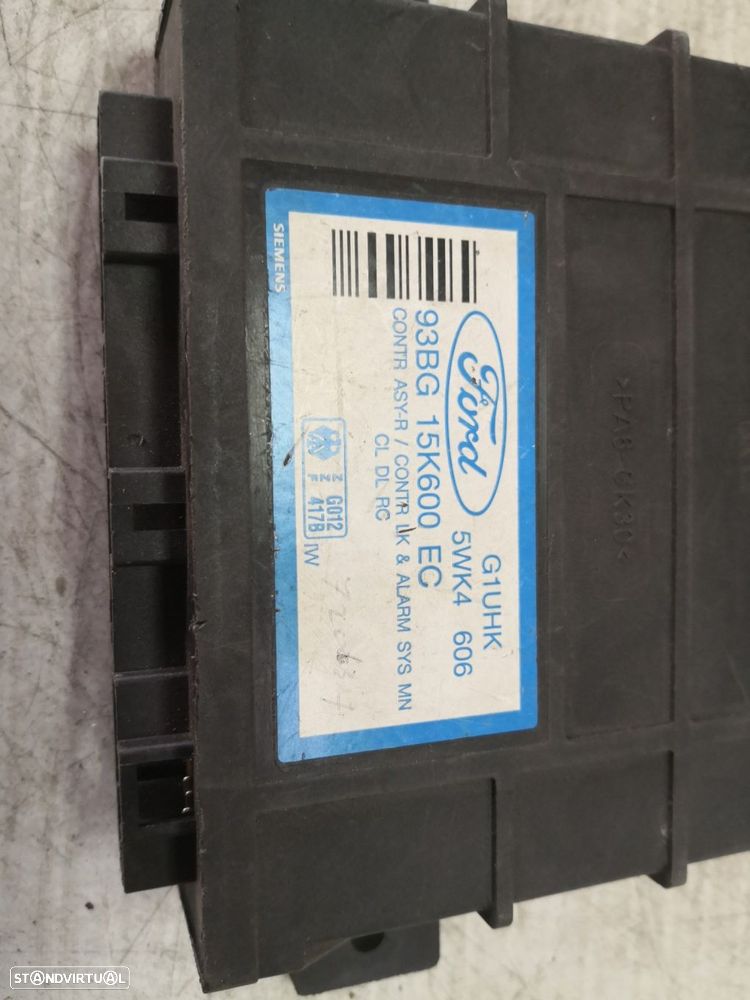 SIEMENS
Ford
G1UHK
5WK4 606
93BG 15K600 EC
CONTR ASY-R / CONTR LK & ALARM SYS MN
CL DL RC
Z G012
F 417B
IW
STANDVIRTUAL